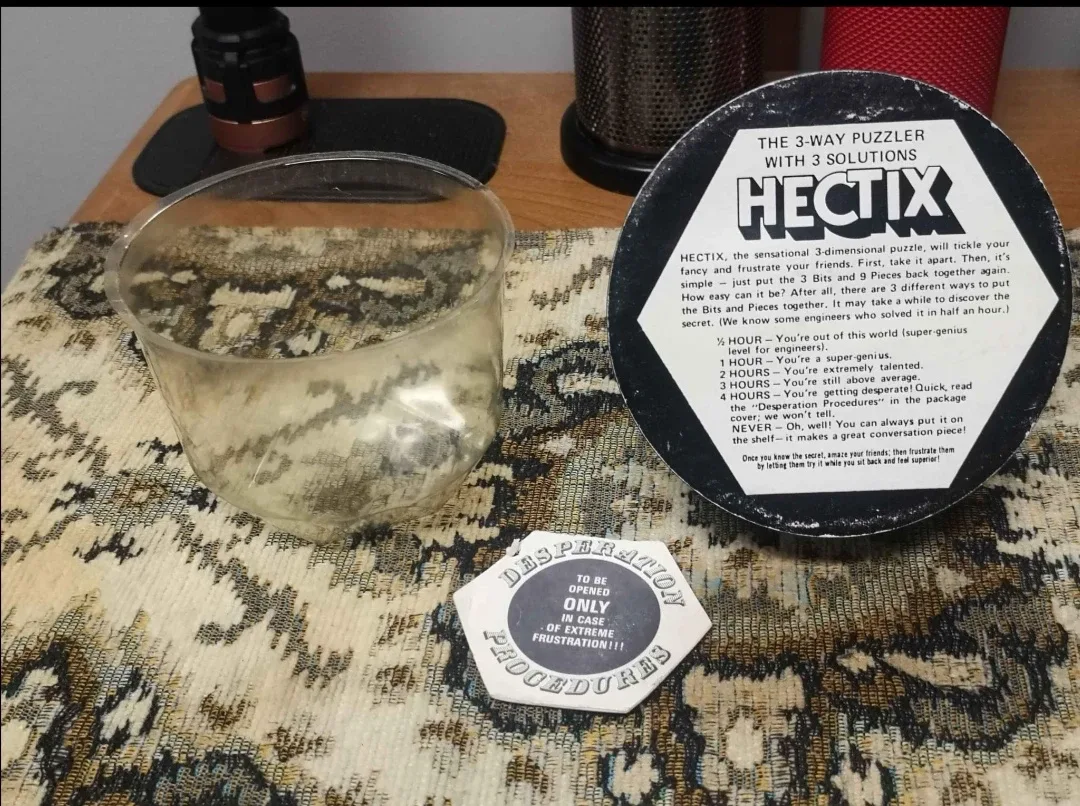 THE 3-WAY PUZZLER
WITH 3 SOLUTIONS
HECTIX
HECTIX, the sensational 3-dimensional puzzle, will tickle your
fancy and frustrate your friends. First, take it apart. Then, it's
simple — just put the 3 Bits and 9 Pieces back together again.
How easy can it be? After all, there are 3 different ways to put
the Bits and Pieces together. It may take a while to discover the
secret. (We know some engineers who solved it in half an hour.)
½ HOUR — You're out of this world (super-genius
level for engineers).
1 HOUR — You're a super-genius.
2 HOURS — You're extremely talented.
3 HOURS — You're still above average.
4 HOURS — You're getting desperate! Quick, read
the "Desperation Procedures" in the package
cover; we won't tell.
NEVER — Oh, well! You can always put it on
the shelf — it makes a great conversation piece!
Once you know the secret, amaze your friends; then frustrate them
by letting them try it while you sit back and feel superior!
DESPERATION
TO BE
OPENED
ONLY
IN CASE
OF EXTREME
FRUSTRATION!!!
PROCEDURES